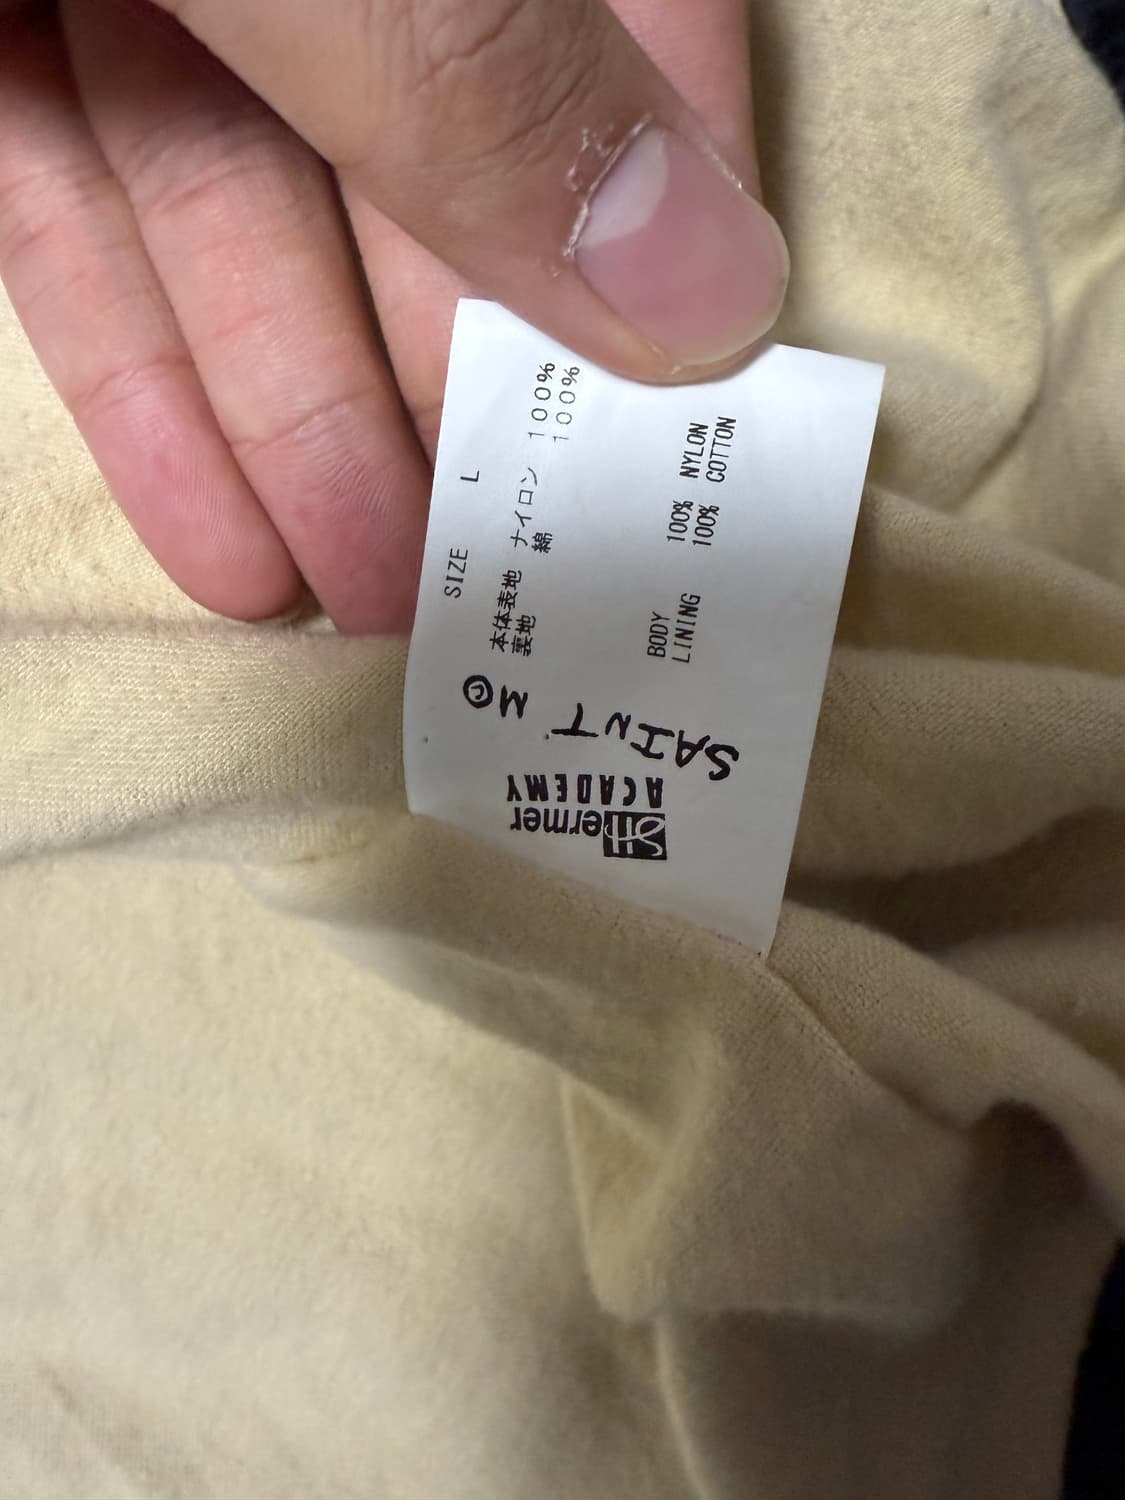 SIZE L
本体表地 ナイロン 100%
裏地 綿 100%
BODY 100% NYLON
LINING 100% COTTON
SAINT M©
SHermer
ACADEMY